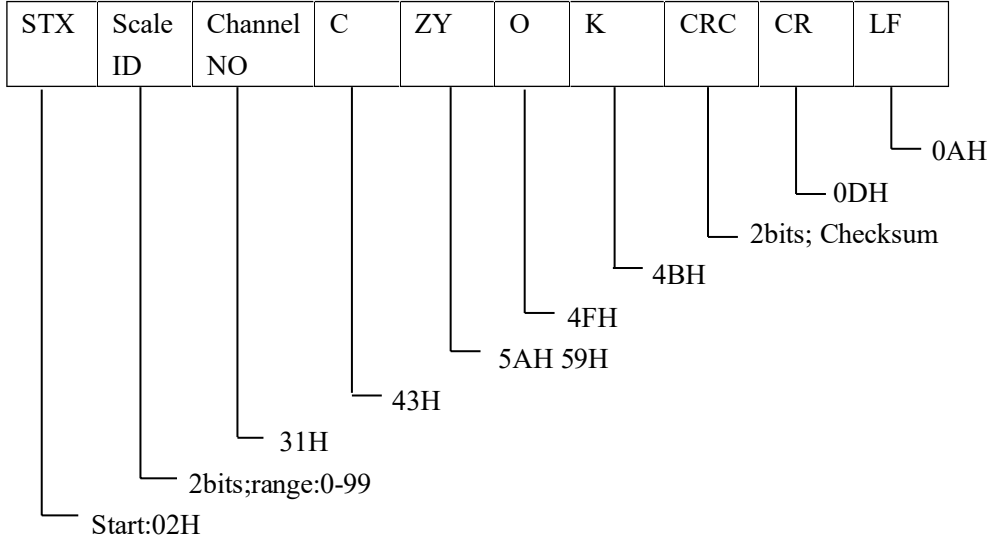 STX Scale ID Channel NO C ZY O K CRC CR LF
0AH
0DH
2bits; Checksum
4BH
4FH
5AH 59H
43H
31H
2bits;range:0-99
Start:02H